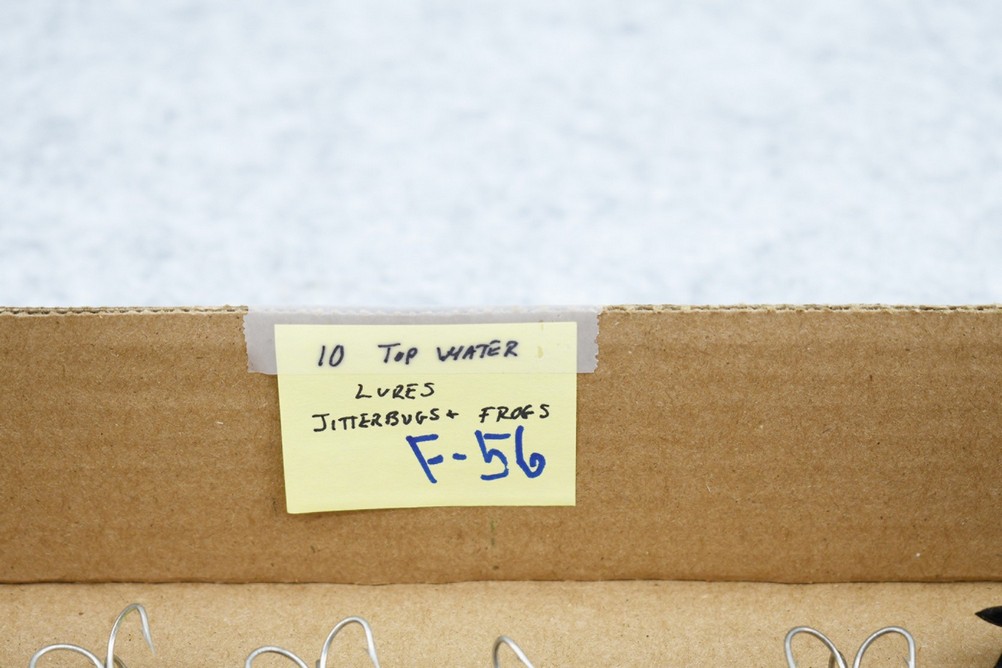 10 TOP WATER
LURES
JITTERBUGS + FROGS
F-56